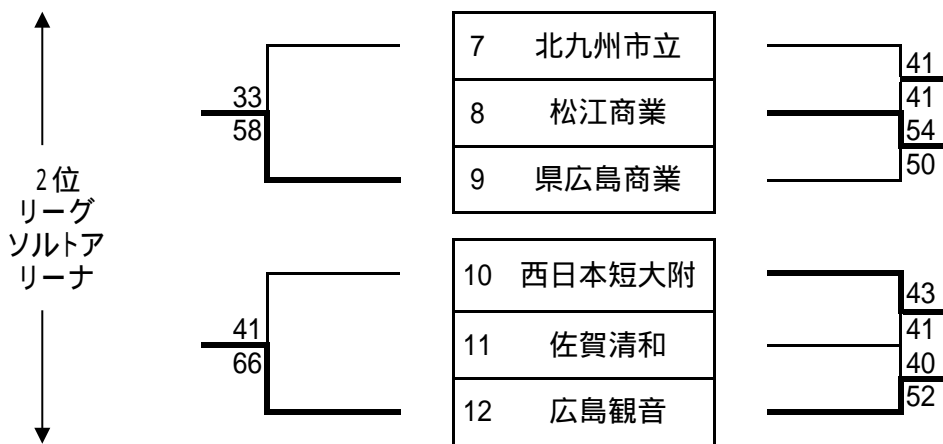 7 北九州市立
41
33
8 松江商業
41
58
54
9 県広島商業
50
2位
リーグ
ソルトア
リーナ
10 西日本短大附
43
41
11 佐賀清和
41
66
40
12 広島観音
52